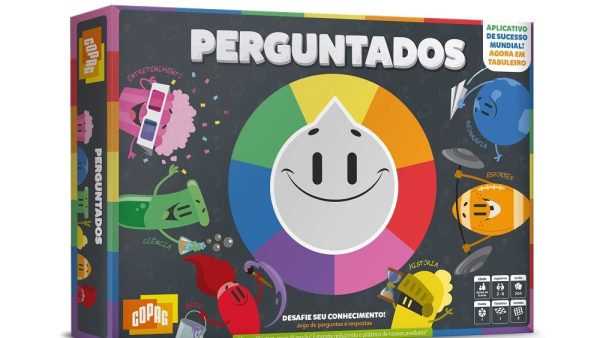 PERGUNTADOS
APLICATIVO
DE SUCESSO
MUNDIAL!
AGORA EM
TABULEIRO
COPAG
ENTRETENIMENTO
GEOGRAFIA
PERGUNTADOS
ESPORTES
CIÊNCIA
HISTÓRIA
ARTE
COPAG
DESAFIE SEU CONHECIMENTO!
Jogo de perguntas e respostas